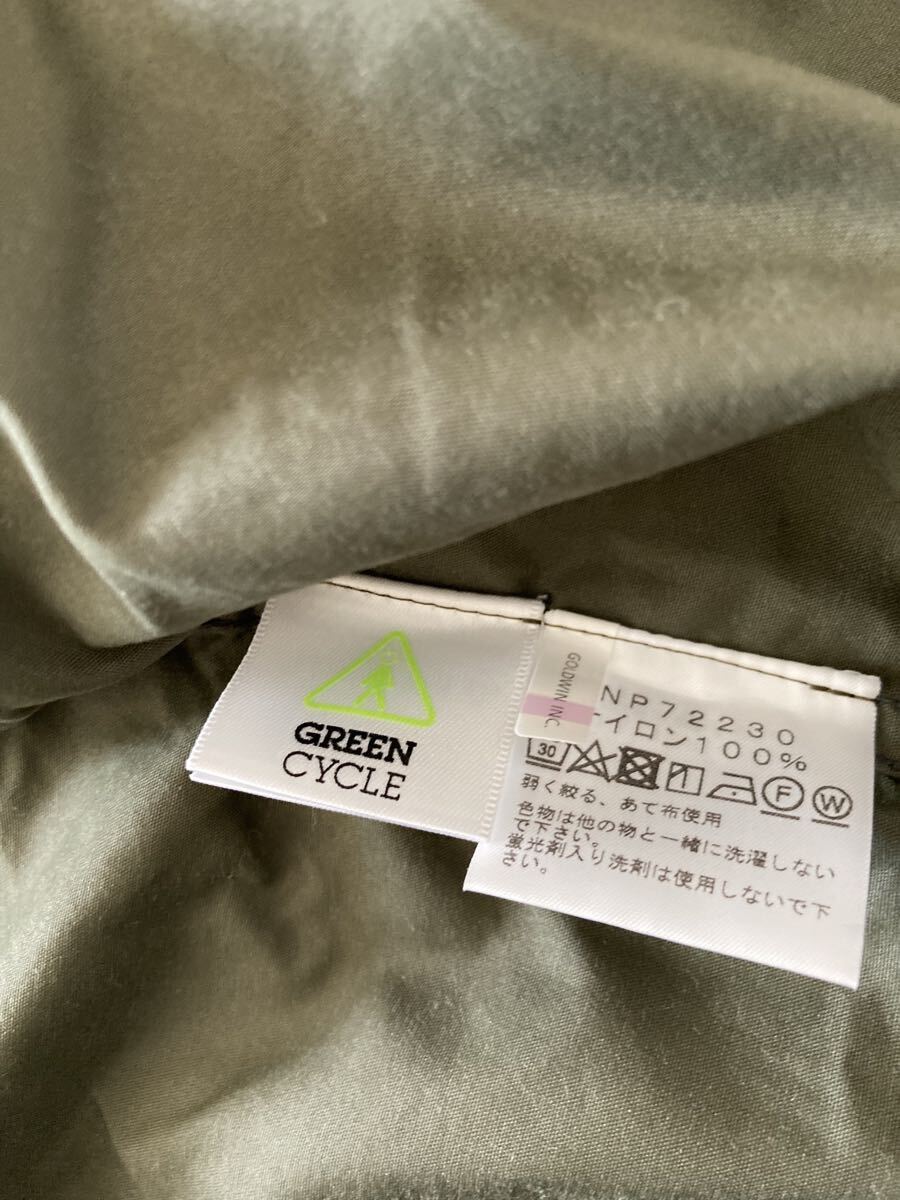 GREEN
CYCLE
GOLDWIN INC
NP72230
イロン100%
30
F
W
弱く絞る、あて布使用
色物は他の物と一緒に洗濯しない
で下さい。
蛍光剤入り洗剤は使用しないで下
さい。